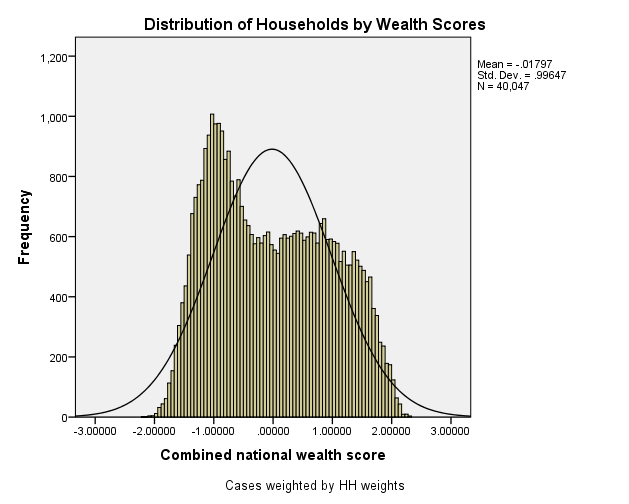 Distribution of Households by Wealth Scores
Mean = -.01797
Std. Dev. = .99647
N = 40,047
1,200
1,000
800
600
400
200
0
Frequency
-3.00000 -2.00000 -1.00000 .00000 1.00000 2.00000 3.00000
Combined national wealth score
Cases weighted by HH weights